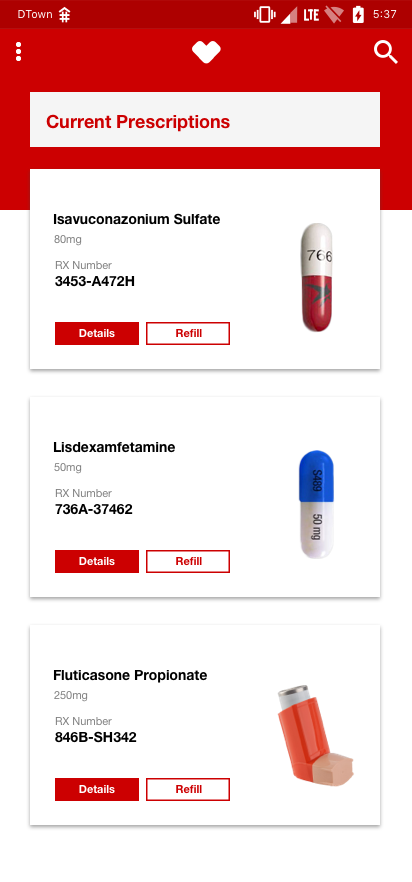 DTown LTE 5:37
Current Prescriptions
Isavuconazonium Sulfate
80mg
RX Number
3453-A472H
766
Details Refill
Lisdexamfetamine
50mg
RX Number
736A-37462
S489
50 mg
Details Refill
Fluticasone Propionate
250mg
RX Number
846B-SH342
Details Refill